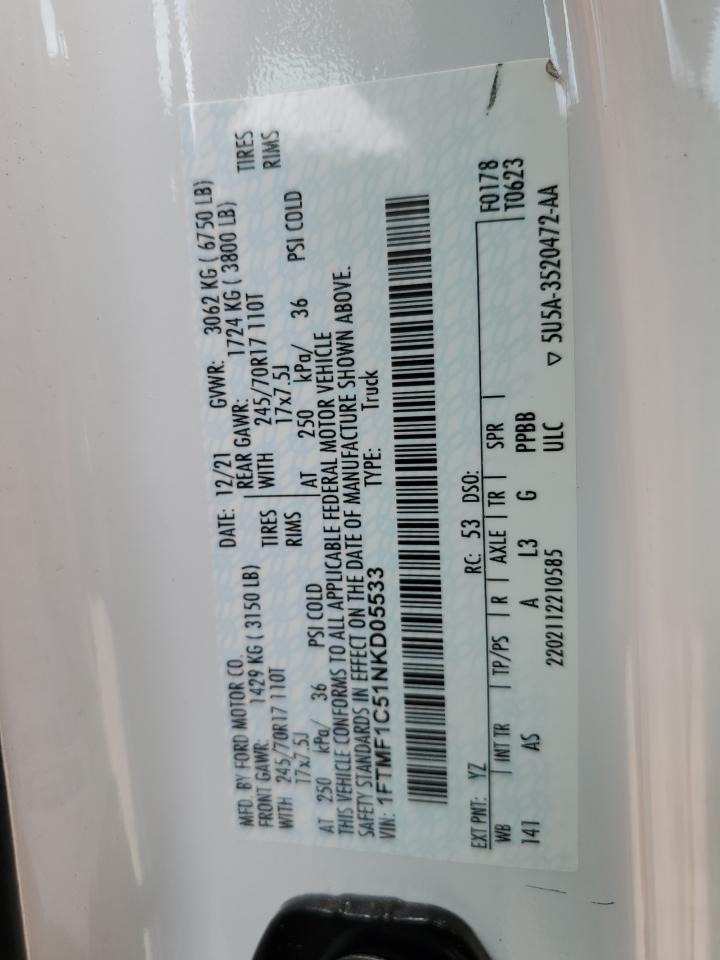 MFD. BY FORD MOTOR CO. DATE: 12/21 GVWR: 3062 KG ( 6750 LB)
FRONT GAWR: 1429 KG ( 3150 LB) REAR GAWR: 1724 KG ( 3800 LB)
WITH 245/70R17 110T TIRES WITH 245/70R17 110T TIRES
17x7.5J RIMS 17x7.5J RIMS
AT 250 kPa/ 36 PSI COLD AT 250 kPa/ 36 PSI COLD
THIS VEHICLE CONFORMS TO ALL APPLICABLE FEDERAL MOTOR VEHICLE
SAFETY STANDARDS IN EFFECT ON THE DATE OF MANUFACTURE SHOWN ABOVE.
VIN: 1FTMF1C51NKD05533 TYPE: Truck
EXT PNT: YZ RC: 53 DSO: F0178
WB INT TR TP/PS R AXLE TR SPR T0623
141 AS A L3 G PPBB
2202112210585 ULC
▽ 5U5A-3520472-AA